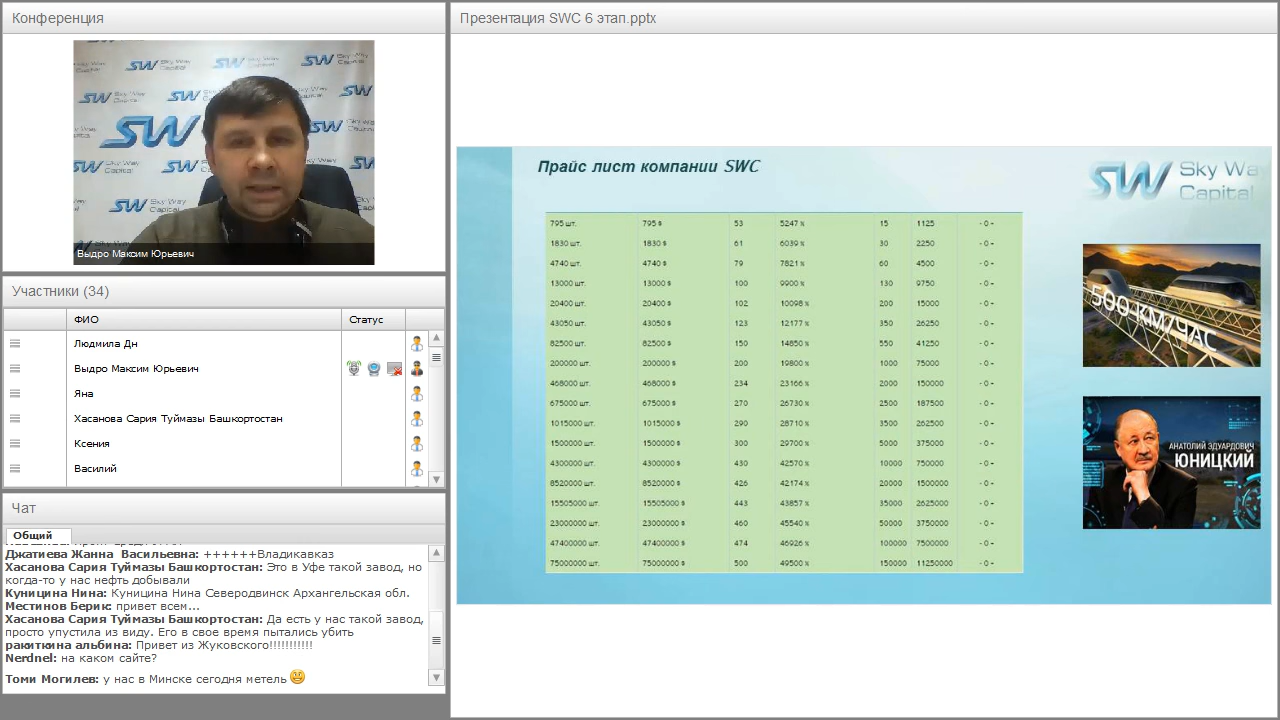 Конференция
SW Sky Way Capital
Выдро Максим Юрьевич
Участники (34)
ФИО Статус
Людмила Дн
Выдро Максим Юрьевич
Яна
Хасанова Сария Туймазы Башкортостан
Ксения
Василий
Чат
Общий
Джатиева Жанна Васильевна: ++++++Владикавказ
Хасанова Сария Туймазы Башкортостан: Это в Уфе такой завод, но
когда-то у нас нефть добывали
Куницина Нина: Куницина Нина Северодвинск Архангельская обл.
Местинов Берик: привет всем...
Хасанова Сария Туймазы Башкортостан: Да есть у нас такой завод,
просто упустила из виду. Его в свое время пытались убить
ракиткина альбина: Привет из Жуковского!!!!!!!!!!!
Nerdnel: на каком сайте?
Томи Могилев: у нас в Минске сегодня метель
Презентация SWC 6 этап.pptx
Прайс лист компании SWC
795 шт. 795 $ 53 5247 % 15 1125 - 0 -
1830 шт. 1830 $ 61 6039 % 30 2250 - 0 -
4740 шт. 4740 $ 79 7821 % 60 4500 - 0 -
13000 шт. 13000 $ 100 9900 % 130 9750 - 0 -
20400 шт. 20400 $ 102 10098 % 200 15000 - 0 -
43050 шт. 43050 $ 123 12177 % 350 26250 - 0 -
82500 шт. 82500 $ 150 14850 % 550 41250 - 0 -
200000 шт. 200000 $ 200 19800 % 1000 75000 - 0 -
468000 шт. 468000 $ 234 23166 % 2000 150000 - 0 -
675000 шт. 675000 $ 270 26730 % 2500 187500 - 0 -
1015000 шт. 1015000 $ 290 28710 % 3500 262500 - 0 -
1500000 шт. 1500000 $ 300 29700 % 5000 375000 - 0 -
4300000 шт. 4300000 $ 430 42570 % 10000 750000 - 0 -
8520000 шт. 8520000 $ 426 42174 % 20000 1500000 - 0 -
15505000 шт. 15505000 $ 443 43857 % 35000 2625000 - 0 -
23000000 шт. 23000000 $ 460 45540 % 50000 3750000 - 0 -
47400000 шт. 47400000 $ 474 46926 % 100000 7500000 - 0 -
75000000 шт. 75000000 $ 500 49500 % 150000 11250000 - 0 -
SW Sky Wa
Capital
500 КМ/ЧАС
АНАТОЛИЙ ЭДУАРДОВИЧ
ЮНИЦКИЙ